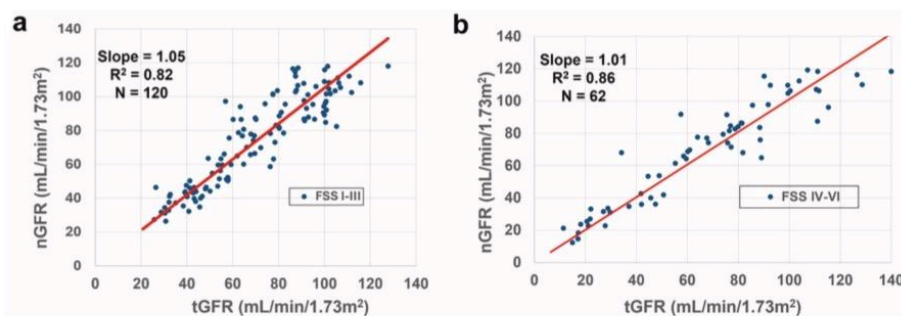 a
Slope = 1.05
R² = 0.82
N = 120
nGFR (mL/min/1.73m²)
140
120
100
80
60
40
20
0
FSS I-III
0 20 40 60 80 100 120 140
tGFR (mL/min/1.73m²)
b
Slope = 1.01
R² = 0.86
N = 62
nGFR (mL/min/1.73m²)
140
120
100
80
60
40
20
0
FSS IV-VI
0 20 40 60 80 100 120 140
tGFR (mL/min/1.73m²)